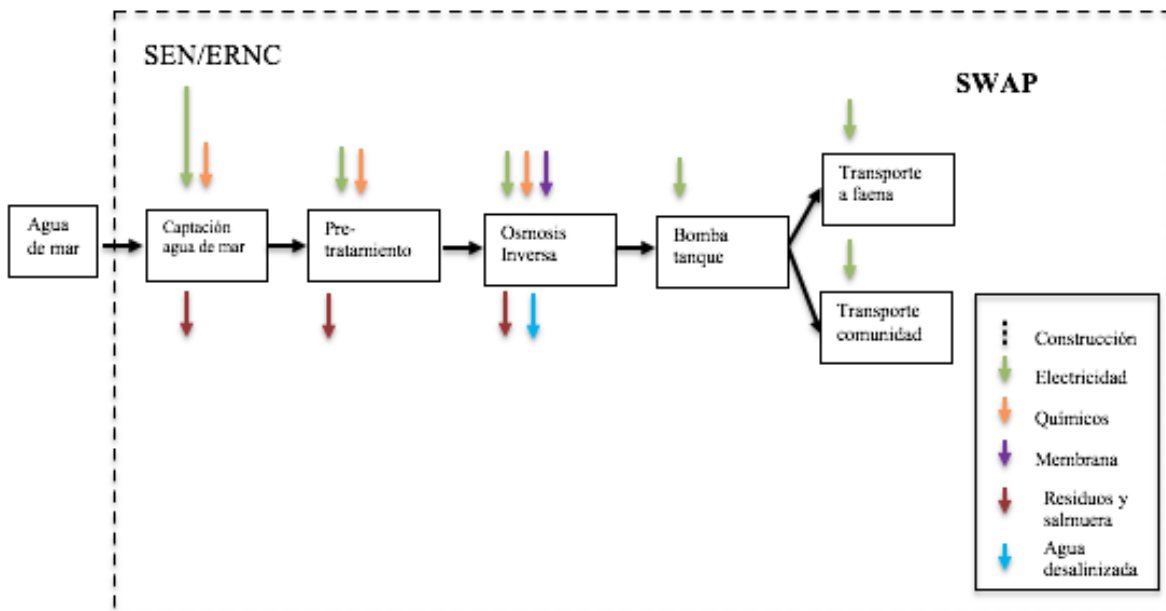 SEN/ERNC
SWAP
Agua
de mar
Captación
agua de mar
Pre-
tratamiento
Osmosis
Inversa
Bomba
tanque
Transporte
a faena
Transporte
comunidad
Construcción
Electricidad
Químicos
Membrana
Residuos y
salmuera
Agua
desalinizada